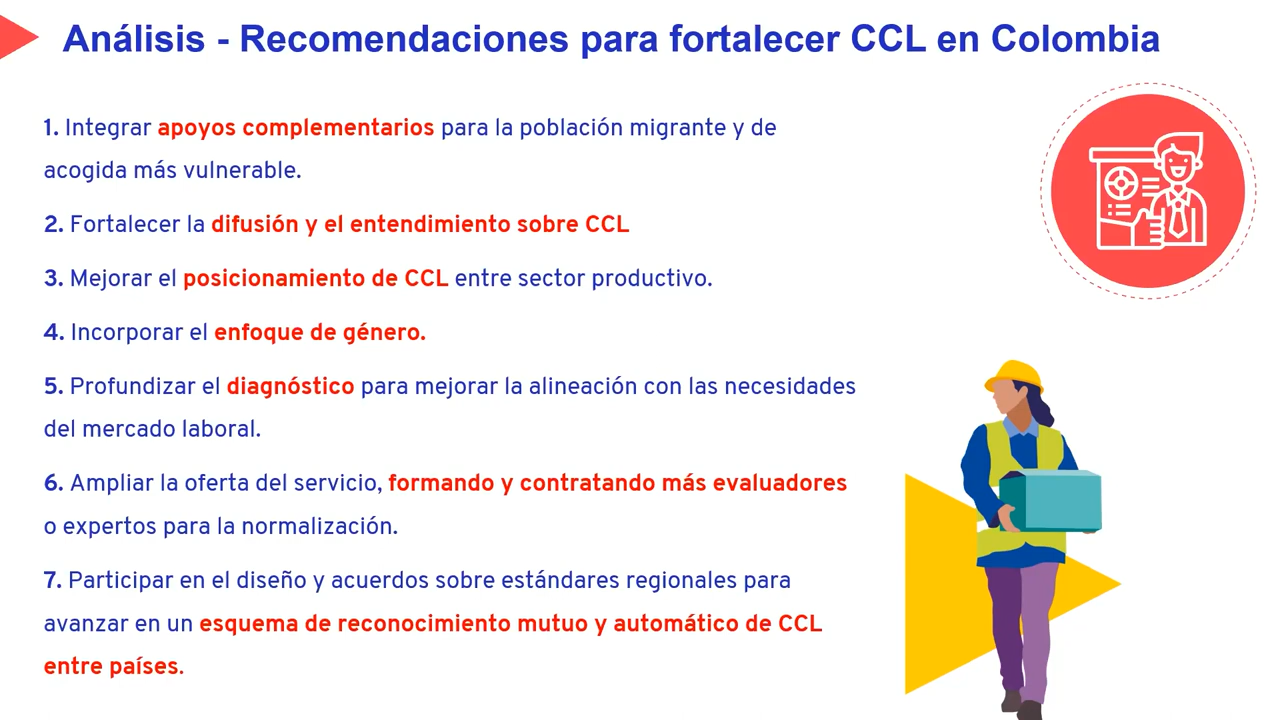 Análisis - Recomendaciones para fortalecer CCL en Colombia
1. Integrar apoyos complementarios para la población migrante y de
acogida más vulnerable.
2. Fortalecer la difusión y el entendimiento sobre CCL
3. Mejorar el posicionamiento de CCL entre sector productivo.
4. Incorporar el enfoque de género.
5. Profundizar el diagnóstico para mejorar la alineación con las necesidades
del mercado laboral.
6. Ampliar la oferta del servicio, formando y contratando más evaluadores
o expertos para la normalización.
7. Participar en el diseño y acuerdos sobre estándares regionales para
avanzar en un esquema de reconocimiento mutuo y automático de CCL
entre países.